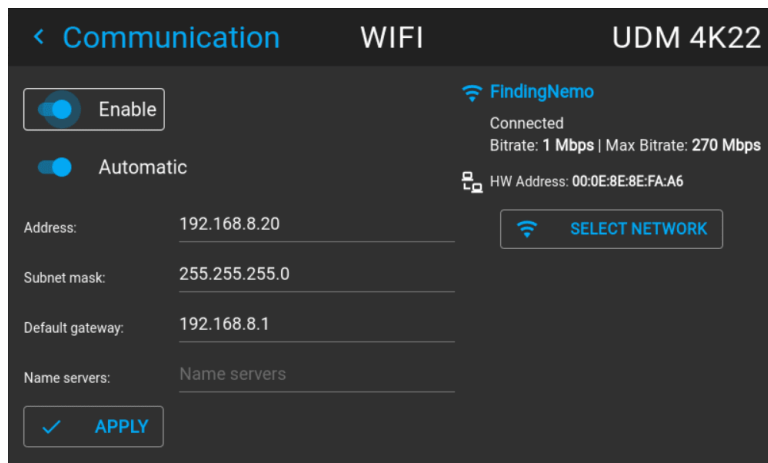 Communication WIFI UDM 4K22
Enable
Automatic
Address: 192.168.8.20
Subnet mask: 255.255.255.0
Default gateway: 192.168.8.1
Name servers: Name servers
APPLY
FindingNemo
Connected
Bitrate: 1 Mbps | Max Bitrate: 270 Mbps
HW Address: 00:0E:8E:8E:FA:A6
SELECT NETWORK